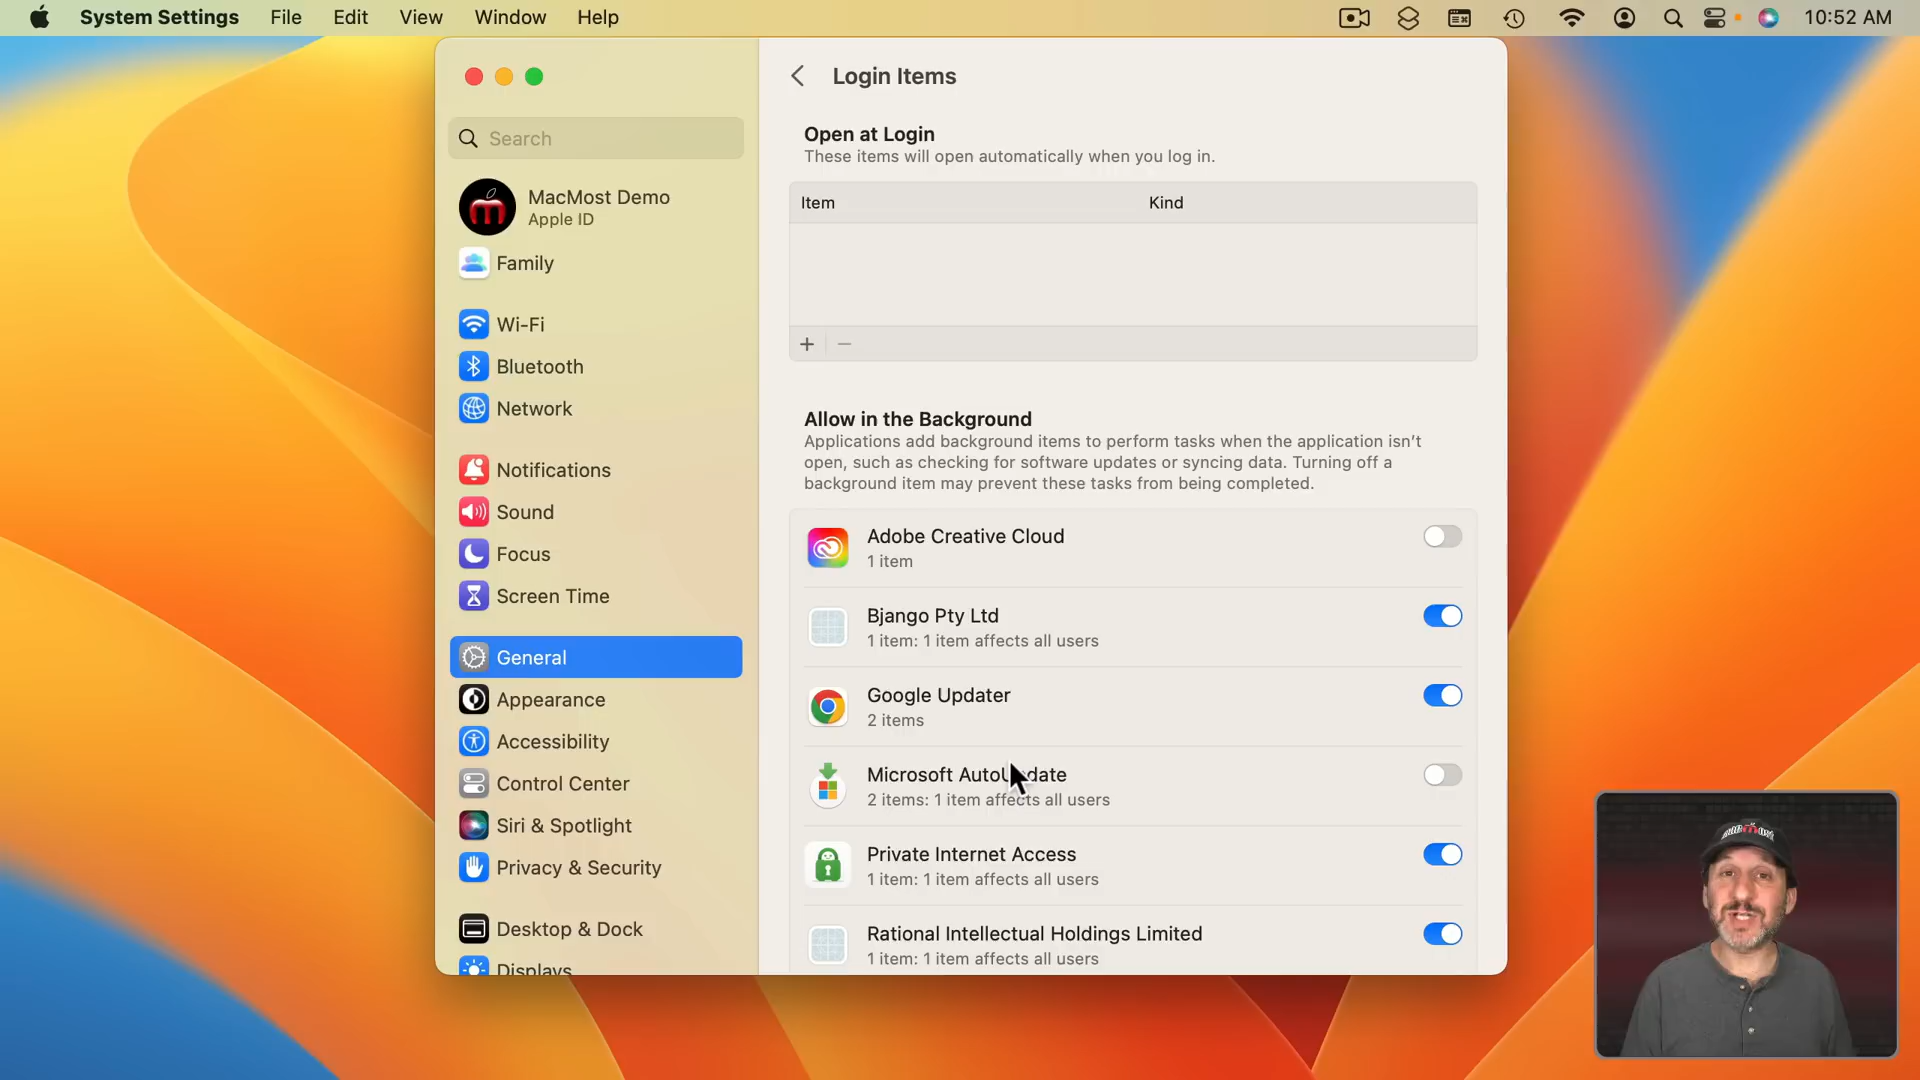 System Settings File Edit View Window Help 10:52 AM
Search
MacMost Demo
Apple ID
Family
Wi-Fi
Bluetooth
Network
Notifications
Sound
Focus
Screen Time
General
Appearance
Accessibility
Control Center
Siri & Spotlight
Privacy & Security
Desktop & Dock
Displays
Login Items
Open at Login
These items will open automatically when you log in.
Item Kind
Allow in the Background
Applications add background items to perform tasks when the application isn't
open, such as checking for software updates or syncing data. Turning off a
background item may prevent these tasks from being completed.
Adobe Creative Cloud
1 item
Bjango Pty Ltd
1 item: 1 item affects all users
Google Updater
2 items
Microsoft AutoUpdate
2 items: 1 item affects all users
Private Internet Access
1 item: 1 item affects all users
Rational Intellectual Holdings Limited
1 item: 1 item affects all users